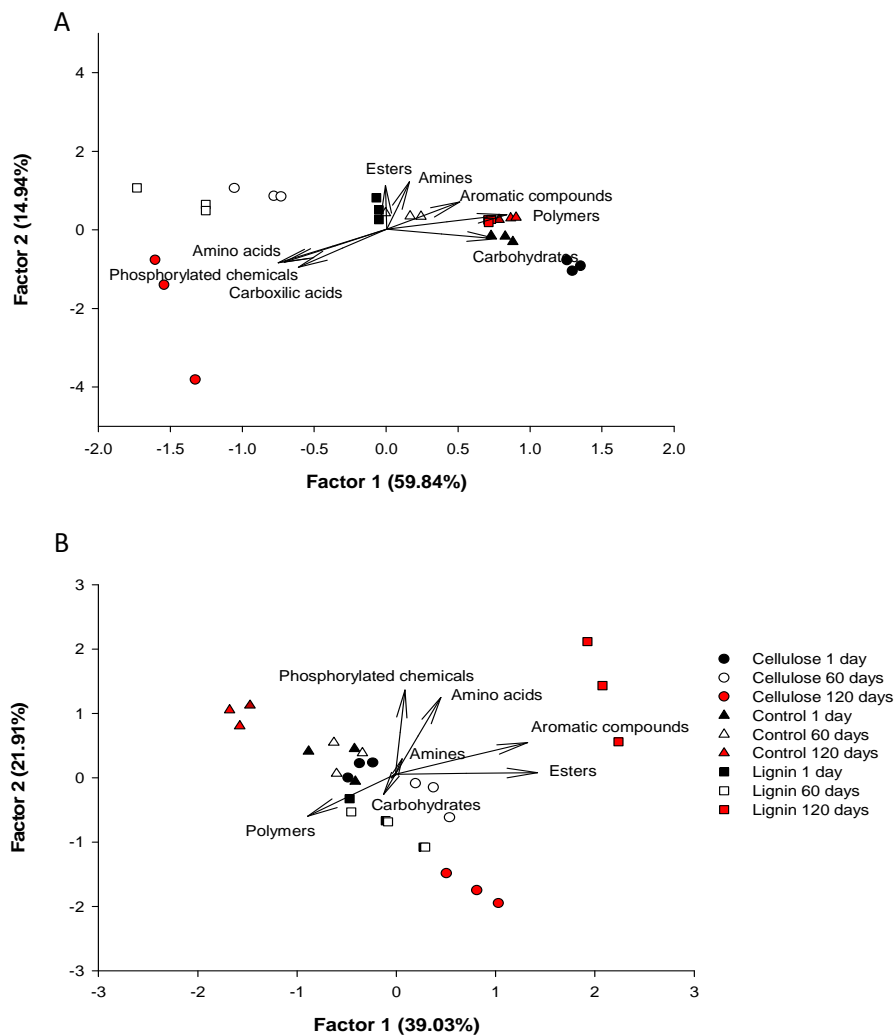 A
4
2
0
-2
-4
Factor 2 (14.94%)
Esters
Amines
Aromatic compounds
Polymers
Carbohydrates
Amino acids
Phosphorylated chemicals
Carboxilic acids
-2.0 -1.5 -1.0 -0.5 0.0 0.5 1.0 1.5 2.0
Factor 1 (59.84%)
B
3
2
1
0
-1
-2
-3
Factor 2 (21.91%)
Phosphorylated chemicals
Amino acids
Aromatic compounds
Amines
Esters
Carbohydrates
Polymers
-3 -2 -1 0 1 2 3
Factor 1 (39.03%)
Cellulose 1 day
Cellulose 60 days
Cellulose 120 days
Control 1 day
Control 60 days
Control 120 days
Lignin 1 day
Lignin 60 days
Lignin 120 days